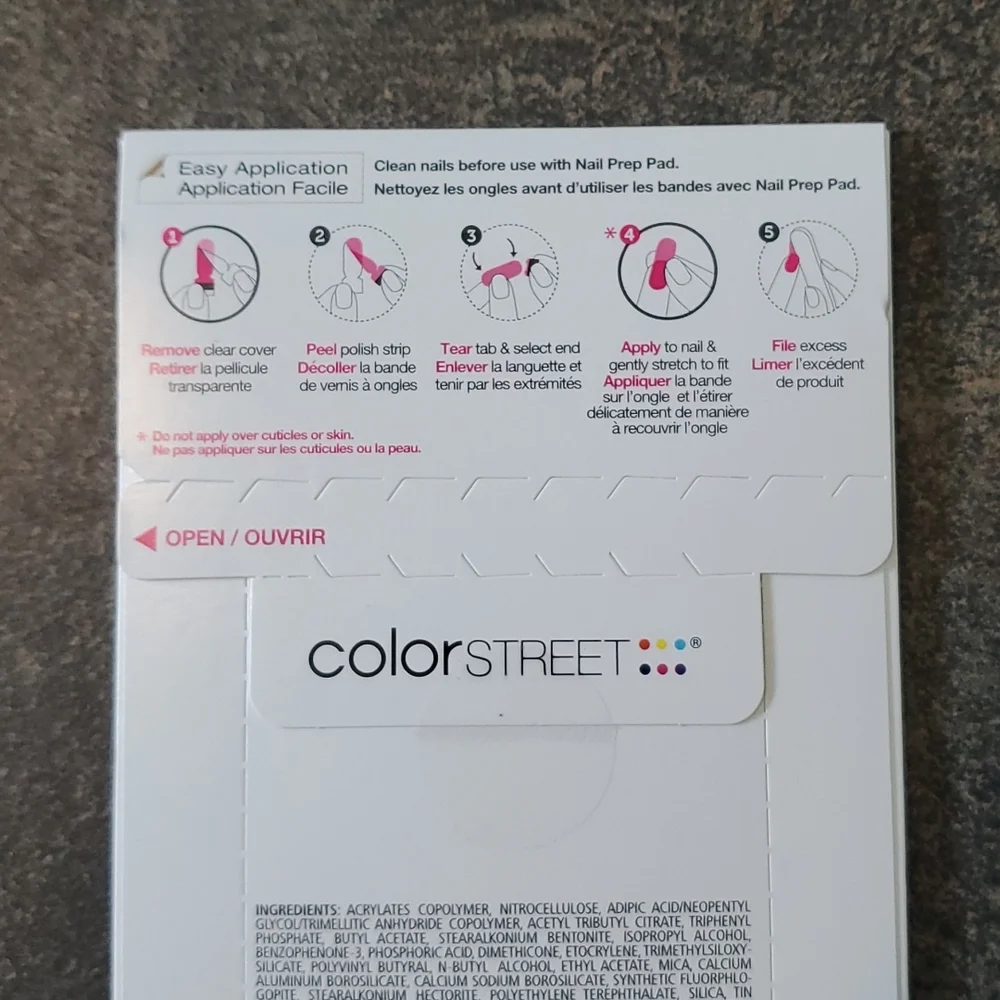 Easy Application
Application Facile
Clean nails before use with Nail Prep Pad.
Nettoyez les ongles avant d'utiliser les bandes avec Nail Prep Pad.
1
2
3
* 4
5
Remove clear cover
Retirer la pellicule
transparente
Peel polish strip
Décoller la bande
de vernis à ongles
Tear tab & select end
Enlever la languette et
tenir par les extrémités
Apply to nail &
gently stretch to fit
Appliquer la bande
sur l'ongle et l'étirer
délicatement de manière
à recouvrir l'ongle
File excess
Limer l'excédent
de produit
* Do not apply over cuticles or skin.
Ne pas appliquer sur les cuticules ou la peau.
OPEN / OUVRIR
colorSTREET ®
INGREDIENTS: ACRYLATES COPOLYMER, NITROCELLULOSE, ADIPIC ACID/NEOPENTYL
GLYCOL/TRIMELLITIC ANHYDRIDE COPOLYMER, ACETYL TRIBUTYL CITRATE, TRIPHENYL
PHOSPHATE, BUTYL ACETATE, STEARALKONIUM BENTONITE, ISOPROPYL ALCOHOL,
BENZOPHENONE-3, PHOSPHORIC ACID, DIMETHICONE, ETOCRYLENE, TRIMETHYLSILOXY-
SILICATE, POLYVINYL BUTYRAL, N-BUTYL ALCOHOL, ETHYL ACETATE, MICA, CALCIUM
ALUMINUM BOROSILICATE, CALCIUM SODIUM BOROSILICATE, SYNTHETIC FLUORPHLO-
GOPITE, STEARALKONIUM HECTORITE, POLYETHYLENE TEREPHTHALATE, SILICA, TIN